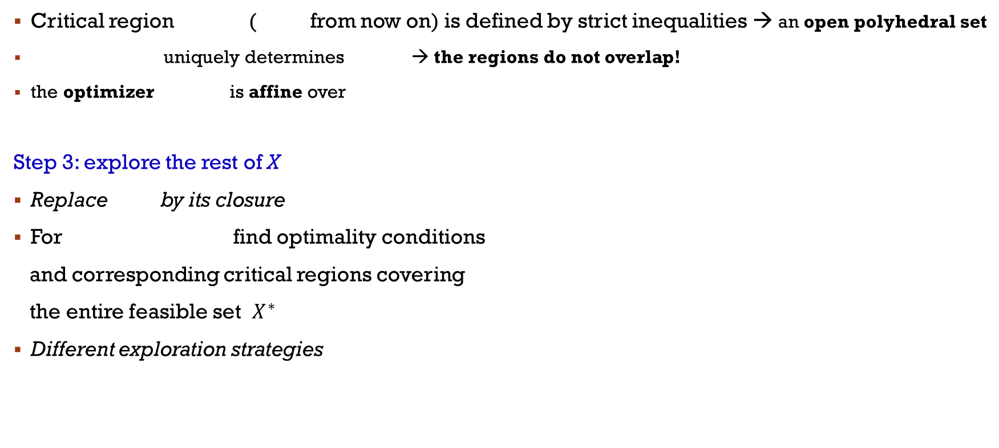 ▪ Critical region ( from now on) is defined by strict inequalities → an open polyhedral set
▪ uniquely determines → the regions do not overlap!
▪ the optimizer is affine over
Step 3: explore the rest of X
▪ Replace by its closure
▪ For find optimality conditions
and corresponding critical regions covering
the entire feasible set X*
▪ Different exploration strategies